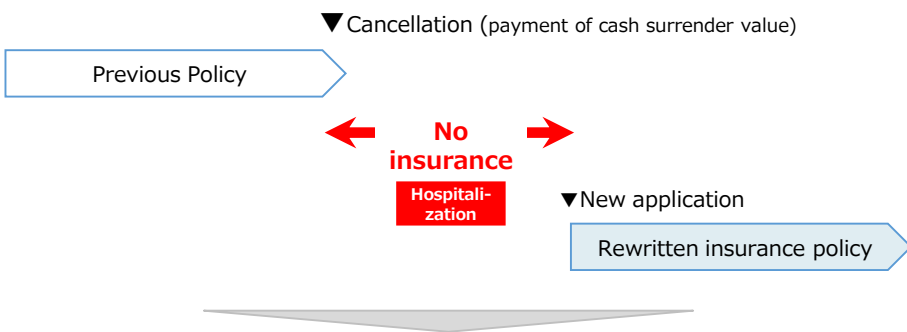 ▼Cancellation (payment of cash surrender value)
Previous Policy
No
insurance
Hospitali-
zation
▼New application
Rewritten insurance policy